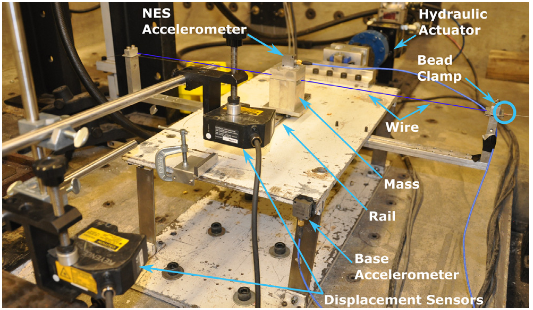 NES
Accelerometer
Hydraulic
Actuator
Bead
Clamp
Wire
Mass
Rail
Base
Accelerometer
Displacement Sensors